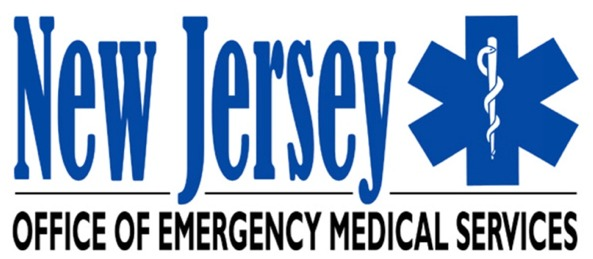 New Jersey
OFFICE OF EMERGENCY MEDICAL SERVICES